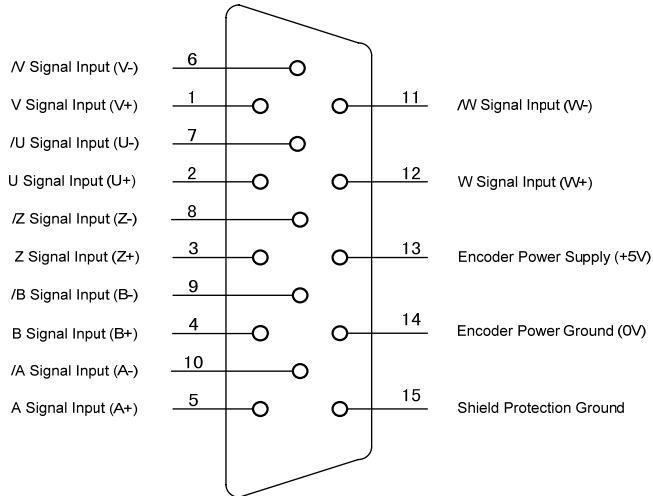 /V Signal Input (V-) 6
V Signal Input (V+) 1 11 /W Signal Input (W-)
/U Signal Input (U-) 7
U Signal Input (U+) 2 12 W Signal Input (W+)
/Z Signal Input (Z-) 8
Z Signal Input (Z+) 3 13 Encoder Power Supply (+5V)
/B Signal Input (B-) 9
B Signal Input (B+) 4 14 Encoder Power Ground (0V)
/A Signal Input (A-) 10
A Signal Input (A+) 5 15 Shield Protection Ground